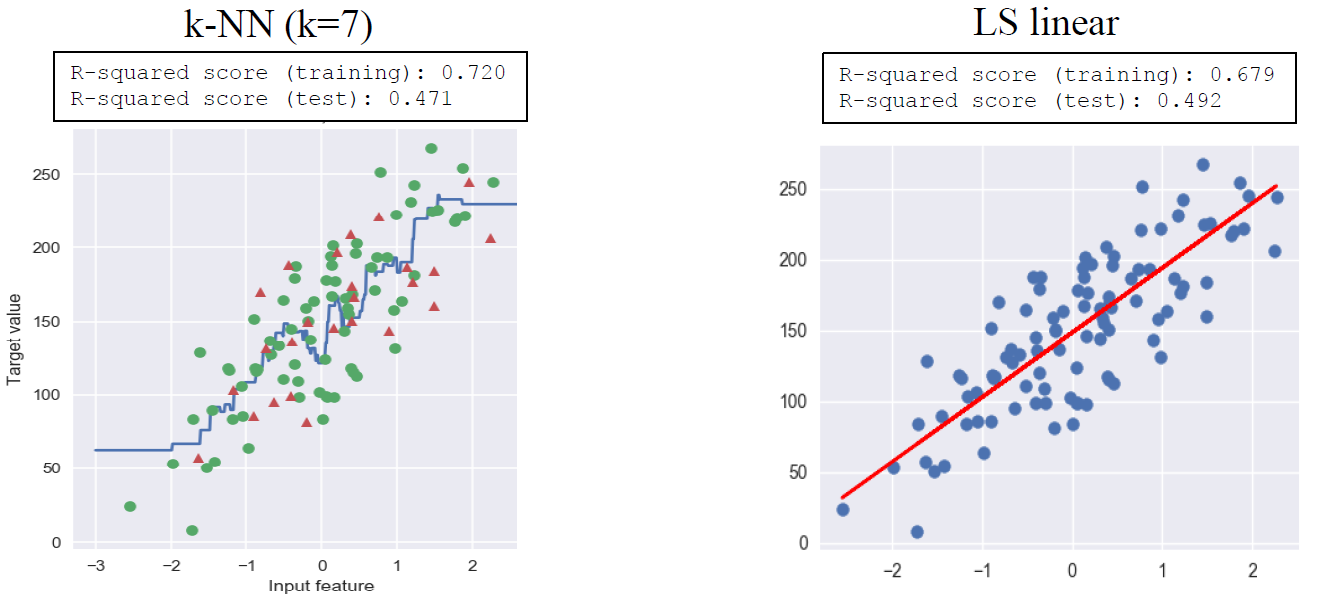 k-NN (k=7)
R-squared score (training): 0.720
R-squared score (test): 0.471
250
200
150
100
50
0
Target value
−3 −2 −1 0 1 2
Input feature
LS linear
R-squared score (training): 0.679
R-squared score (test): 0.492
250
200
150
100
50
0
−2 −1 0 1 2